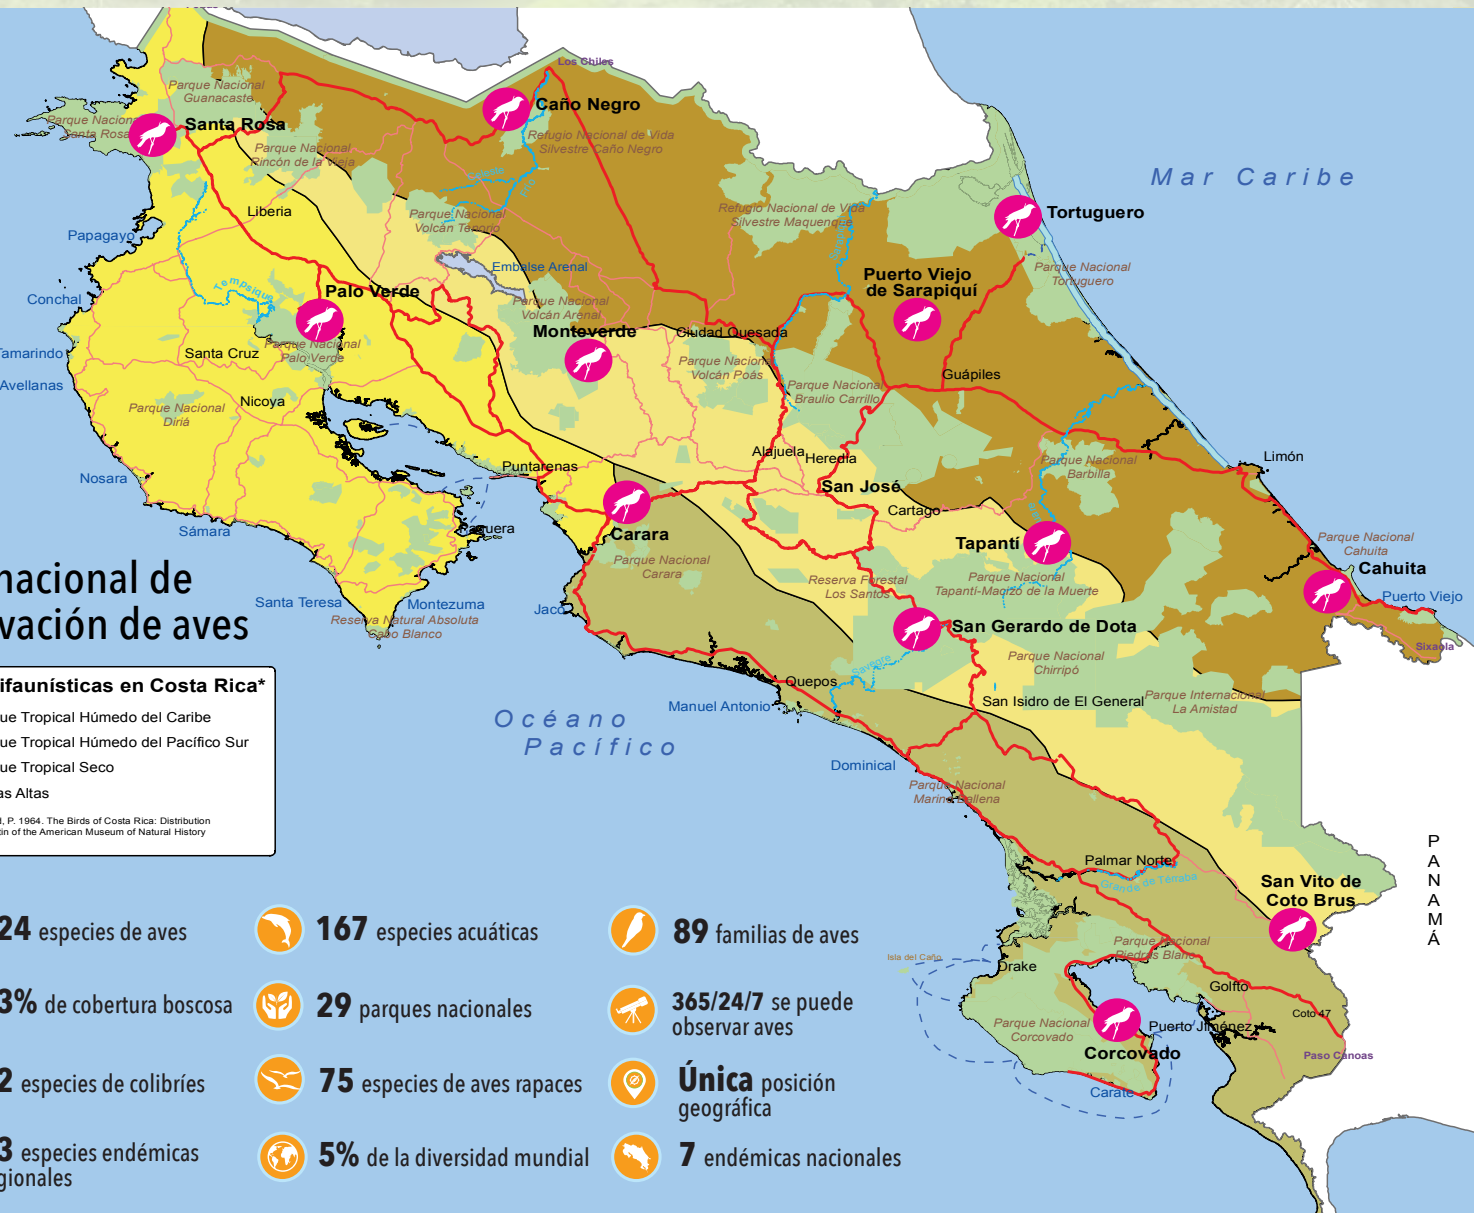 Los Chiles
Parque Nacional
Guanacaste
Caño Negro
Parque Nacional
Santa Rosa
Santa Rosa
Refugio Nacional de Vida
Silvestre Caño Negro
Parque Nacional
Rincón de la Vieja
Mar Caribe
Liberia
Parque Nacional
Volcán Tenorio
Refugio Nacional de Vida
Silvestre Maquenque
Tortuguero
Papagayo
Embalse Arenal
Puerto Viejo
de Sarapiquí
Parque Nacional
Tortuguero
Tempisque
Conchal
Palo Verde
Parque Nacional
Volcán Arenal
Monteverde
Ciudad Quesada
Tamarindo
Santa Cruz
Parque Nacional
Palo Verde
Parque Nacional
Volcán Poás
Avellanas
Parque Nacional
Braulio Carrillo
Guápiles
Nicoya
Parque Nacional
Diriá
Alajuela
Heredia
Limón
Puntarenas
Parque Nacional
Barbilla
Nosara
San José
Cartago
Sámara
Paquera
Carara
Tapantí
Parque Nacional
Cahuita
Parque Nacional
Carara
Cahuita
Reserva Forestal
Los Santos
Parque Nacional
Tapantí-Macizo de la Muerte
nacional de
vación de aves
Santa Teresa
Montezuma
Jacó
Puerto Viejo
Reserva Natural Absoluta
Cabo Blanco
San Gerardo de Dota
Sixaola
Savegre
Parque Nacional
Chirripó
Quepos
San Isidro de El General
Parque Internacional
La Amistad
Manuel Antonio
Océano
Pacífico
ifaunísticas en Costa Rica*
ue Tropical Húmedo del Caribe
ue Tropical Húmedo del Pacífico Sur
ue Tropical Seco
as Altas
d, P. 1964. The Birds of Costa Rica: Distribution
tin of the American Museum of Natural History
Dominical
Parque Nacional
Marino Ballena
PANAMÁ
Palmar Norte
Grande de Térraba
San Vito de
Coto Brus
Parque Nacional
Piedras Blanc
Isla del Caño
Drake
Golfto
Parque Nacional
Corcovado
Puerto Jiménez
Coto 47
Corcovado
Paso Canoas
Carate
24 especies de aves
167 especies acuáticas
89 familias de aves
3% de cobertura boscosa
29 parques nacionales
365/24/7 se puede
observar aves
2 especies de colibríes
75 especies de aves rapaces
Única posición
geográfica
3 especies endémicas
gionales
5% de la diversidad mundial
7 endémicas nacionales